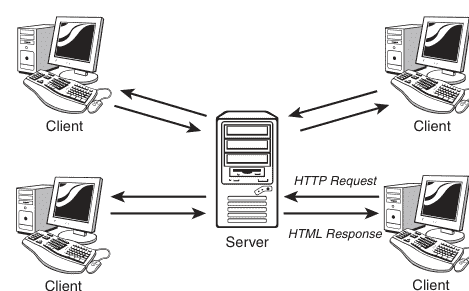 Client
Client
HTTP Request
Server
HTML Response
Client
Client